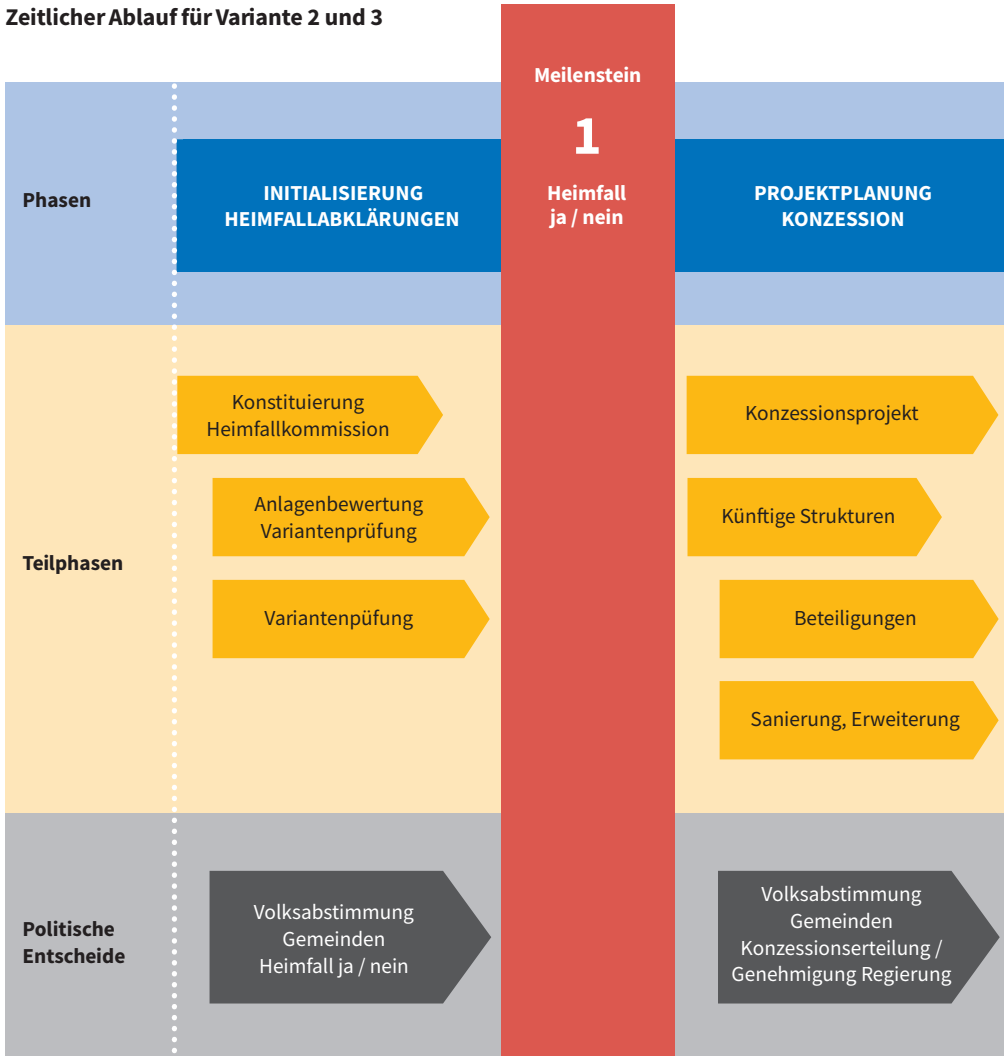 Zeitlicher Ablauf für Variante 2 und 3
Meilenstein
1
Heimfall
ja / nein
Phasen
INITIALISIERUNG
HEIMFALLABKLÄRUNGEN
PROJEKTPLANUNG
KONZESSION
Teilphasen
Konstituierung
Heimfallkommission
Anlagenbewertung
Variantenprüfung
Variantenpüfung
Konzessionsprojekt
Künftige Strukturen
Beteiligungen
Sanierung, Erweiterung
Politische
Entscheide
Volksabstimmung
Gemeinden
Heimfall ja / nein
Volksabstimmung
Gemeinden
Konzessionserteilung /
Genehmigung Regierung